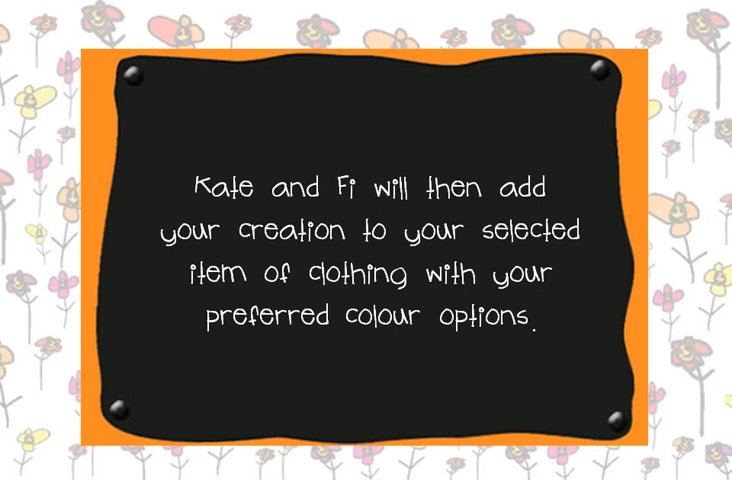 Kate and Fi will then add
your creation to your selected
item of clothing with your
preferred colour options.